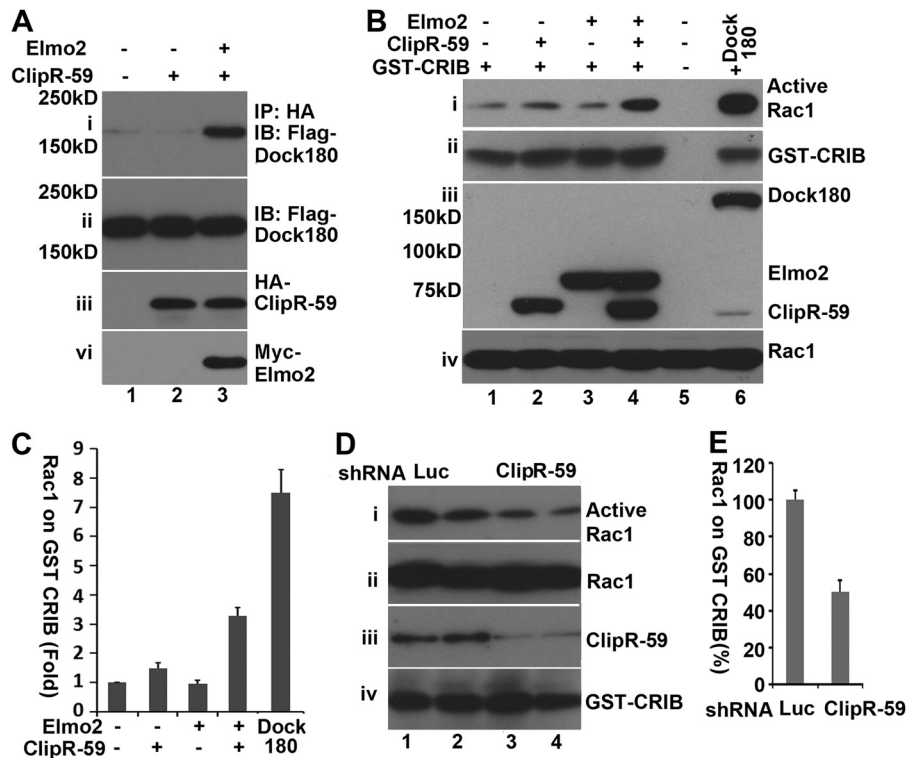 A
Elmo2 - - +
ClipR-59 - + +
250kD
i
150kD
IP: HA
IB: Flag-
Dock180
250kD
ii
150kD
IB: Flag-
Dock180
iii
HA-
ClipR-59
vi
Myc-
Elmo2
1 2 3
B
Elmo2 - - + + -
ClipR-59 - + - + -
GST-CRIB + + + + - +
Dock
180
i
Active
Rac1
ii
GST-CRIB
iii
150kD
100kD
75kD
Dock180
Elmo2
ClipR-59
iv
Rac1
1 2 3 4 5 6
C
Rac1 on GST CRIB (Fold)
9
8
7
6
5
4
3
2
1
0
Elmo2 - - + + Dock
ClipR-59 - + - + 180
D
shRNA Luc ClipR-59
i
Active
Rac1
ii
Rac1
iii
ClipR-59
iv
GST-CRIB
1 2 3 4
E
Rac1 on GST CRIB(%)
120
100
80
60
40
20
0
shRNA Luc ClipR-59